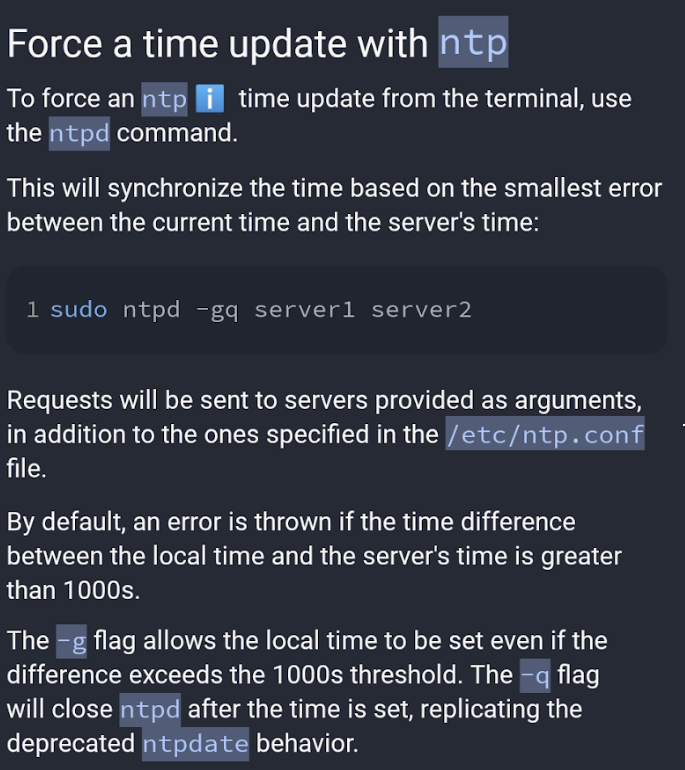 Force a time update with ntp
To force an ntp ℹ️ time update from the terminal, use
the ntpd command.
This will synchronize the time based on the smallest error
between the current time and the server's time:
1 sudo ntpd -gq server1 server2
Requests will be sent to servers provided as arguments,
in addition to the ones specified in the /etc/ntp.conf
file.
By default, an error is thrown if the time difference
between the local time and the server's time is greater
than 1000s.
The -g flag allows the local time to be set even if the
difference exceeds the 1000s threshold. The -q flag
will close ntpd after the time is set, replicating the
deprecated ntpdate behavior.